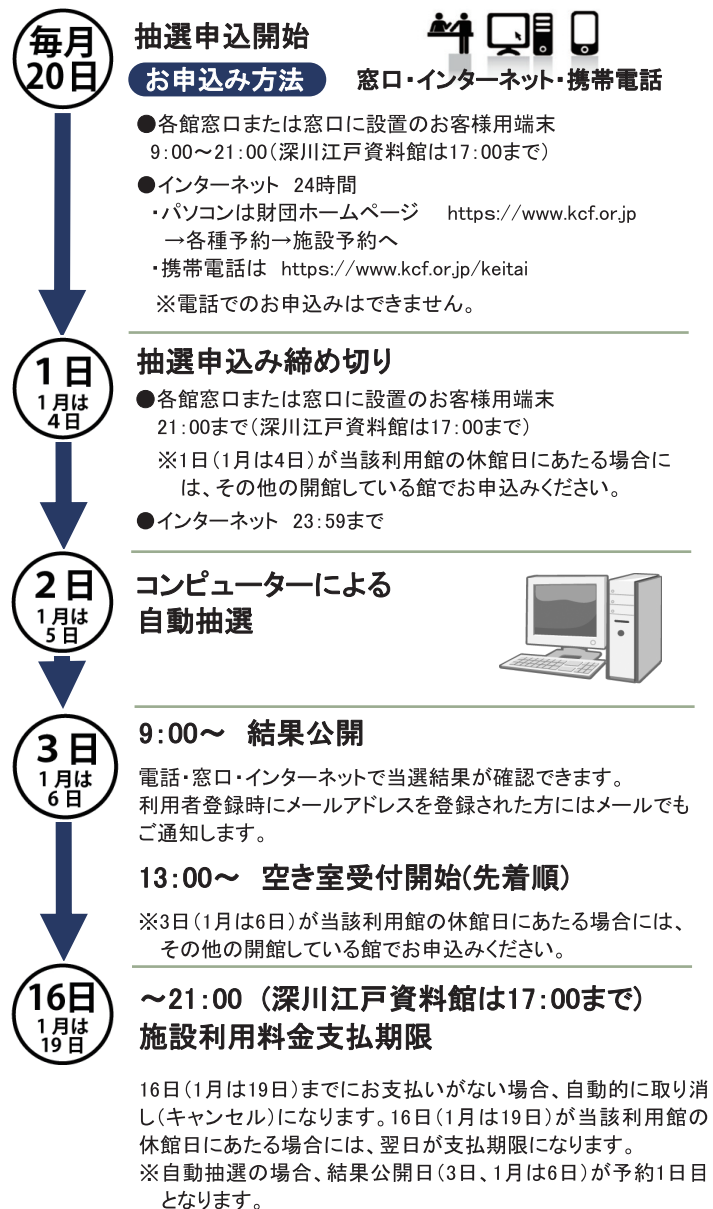 毎月
20日
抽選申込開始
お申込み方法
窓口・インターネット・携帯電話
●各館窓口または窓口に設置のお客様用端末
9:00～21:00(深川江戸資料館は17:00まで)
●インターネット 24時間
・パソコンは財団ホームページ https://www.kcf.or.jp
→各種予約→施設予約へ
・携帯電話は https://www.kcf.or.jp/keitai
※電話でのお申込みはできません。
1日
1月は
4日
抽選申込み締め切り
●各館窓口または窓口に設置のお客様用端末
21:00まで(深川江戸資料館は17:00まで)
※1日(1月は4日)が当該利用館の休館日にあたる場合に
は、その他の開館している館でお申込みください。
●インターネット 23:59まで
2日
1月は
5日
コンピューターによる
自動抽選
3日
1月は
6日
9:00～ 結果公開
電話・窓口・インターネットで当選結果が確認できます。
利用者登録時にメールアドレスを登録された方にはメールでも
ご通知します。
13:00～ 空き室受付開始(先着順)
※3日(1月は6日)が当該利用館の休館日にあたる場合には、
その他の開館している館でお申込みください。
16日
1月は
19日
～21:00 (深川江戸資料館は17:00まで)
施設利用料金支払期限
16日(1月は19日)までにお支払いがない場合、自動的に取り消
し(キャンセル)になります。16日(1月は19日)が当該利用館の
休館日にあたる場合には、翌日が支払期限になります。
※自動抽選の場合、結果公開日(3日、1月は6日)が予約1日目
となります。